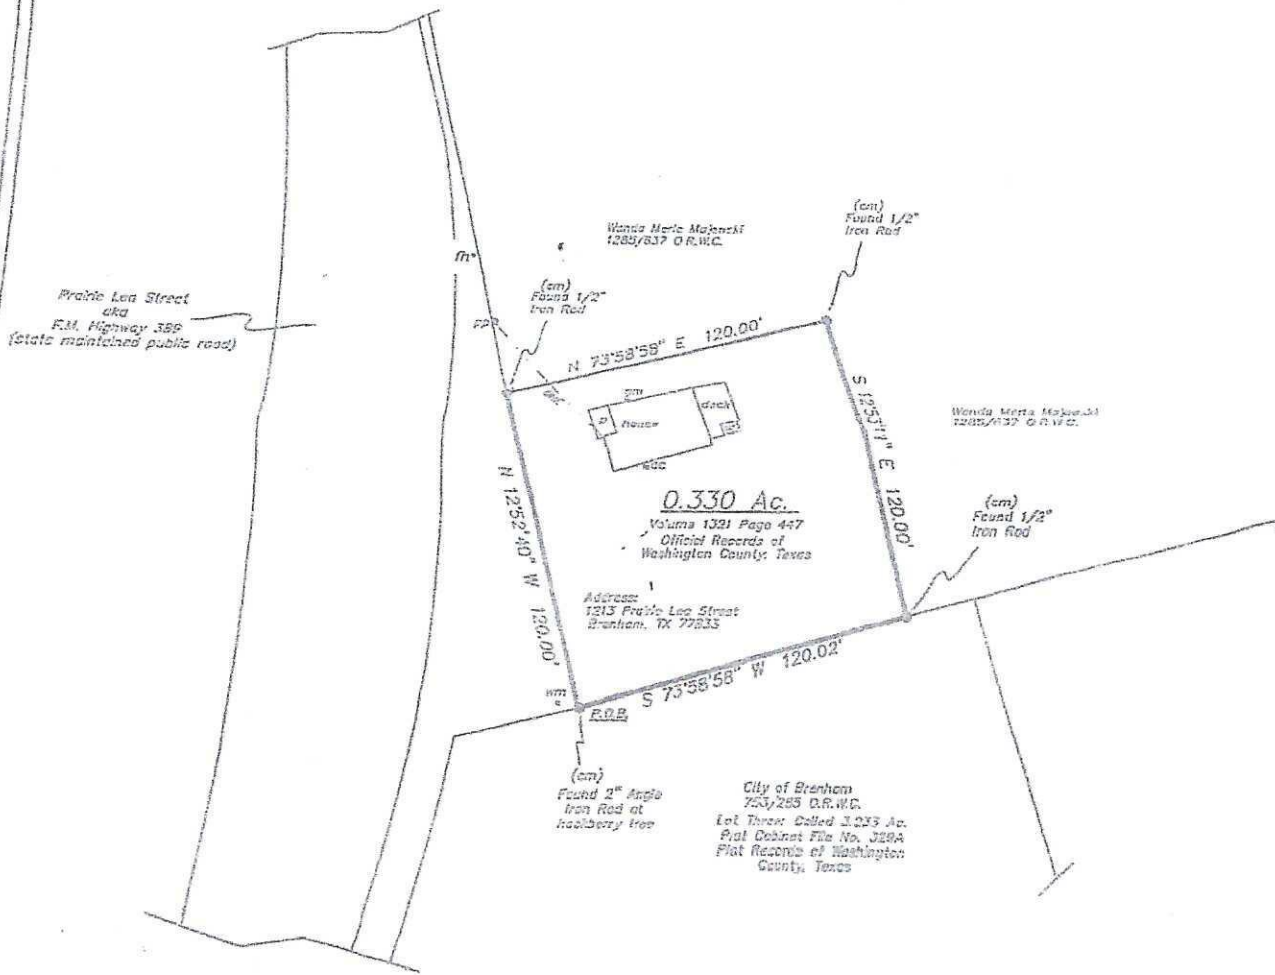 Wanda Merle Majewski
1285/637 O.R.W.C.
(cm)
Found 1/2"
Iron Rod
fh
(cm)
Found 1/2"
Iron Rod
Prairie Lea Street
aka
F.M. Highway 389
(state maintained public road)
PP
N 73°58'58" E 120.00'
S 12°53'11" E 120.00'
N 12°52'40" W 120.00'
p
house
deck
Wanda Merle Majewski
1285/637 O.R.W.C.
0.330 Ac.
Volume 1321 Page 447
Official Records of
Washington County, Texas
(cm)
Found 1/2"
Iron Rod
Address:
1213 Prairie Lea Street
Brenham, TX 77833
S 73°58'58" W 120.02'
wm
P.O.B.
(cm)
Found 2" Angle
Iron Rod at
hackberry tree
City of Brenham
753/285 O.R.W.C.
Lot Three: Called 3.233 Ac.
Plat Cabinet File No. 329A
Plat Records of Washington
County, Texas